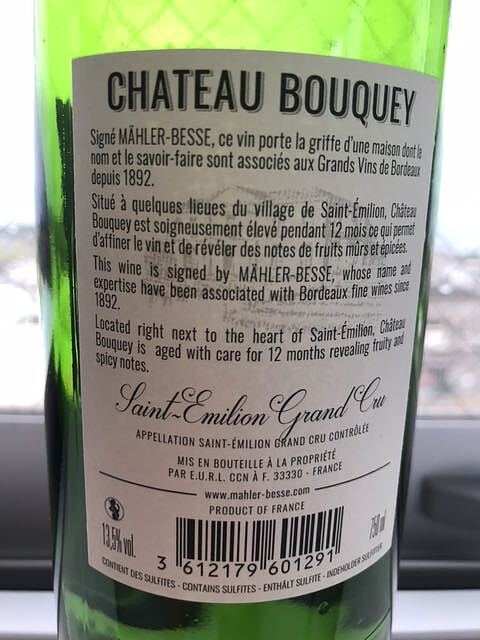 CHATEAU BOUQUEY
Signé MÄHLER-BESSE, ce vin porte la griffe d'une maison dont le
nom et le savoir-faire sont associés aux Grands Vins de Bordeaux
depuis 1892.
Situé à quelques lieues du village de Saint-Émilion, Château
Bouquey est soigneusement élevé pendant 12 mois ce qui permet
d'affiner le vin et de révéler des notes de fruits mûrs et épicées.
This wine is signed by MÄHLER-BESSE, whose name and
expertise have been associated with Bordeaux fine wines since
1892.
Located right next to the heart of Saint-Émilion, Château
Bouquey is aged with care for 12 months revealing fruity and
spicy notes.
Saint-Emilion Grand Cru
APPELLATION SAINT-ÉMILION GRAND CRU CONTRÔLÉE
MIS EN BOUTEILLE À LA PROPRIÉTÉ
PAR E.U.R.L. CCN À F. 33330 - FRANCE
www.mahler-besse.com
PRODUCT OF FRANCE
13,5% vol.
750 ml
3 612179 601291
CONTIENT DES SULFITES - CONTAINS SULFITES - ENTHÄLT SULFITE - INDEHOLDER SULFITTER